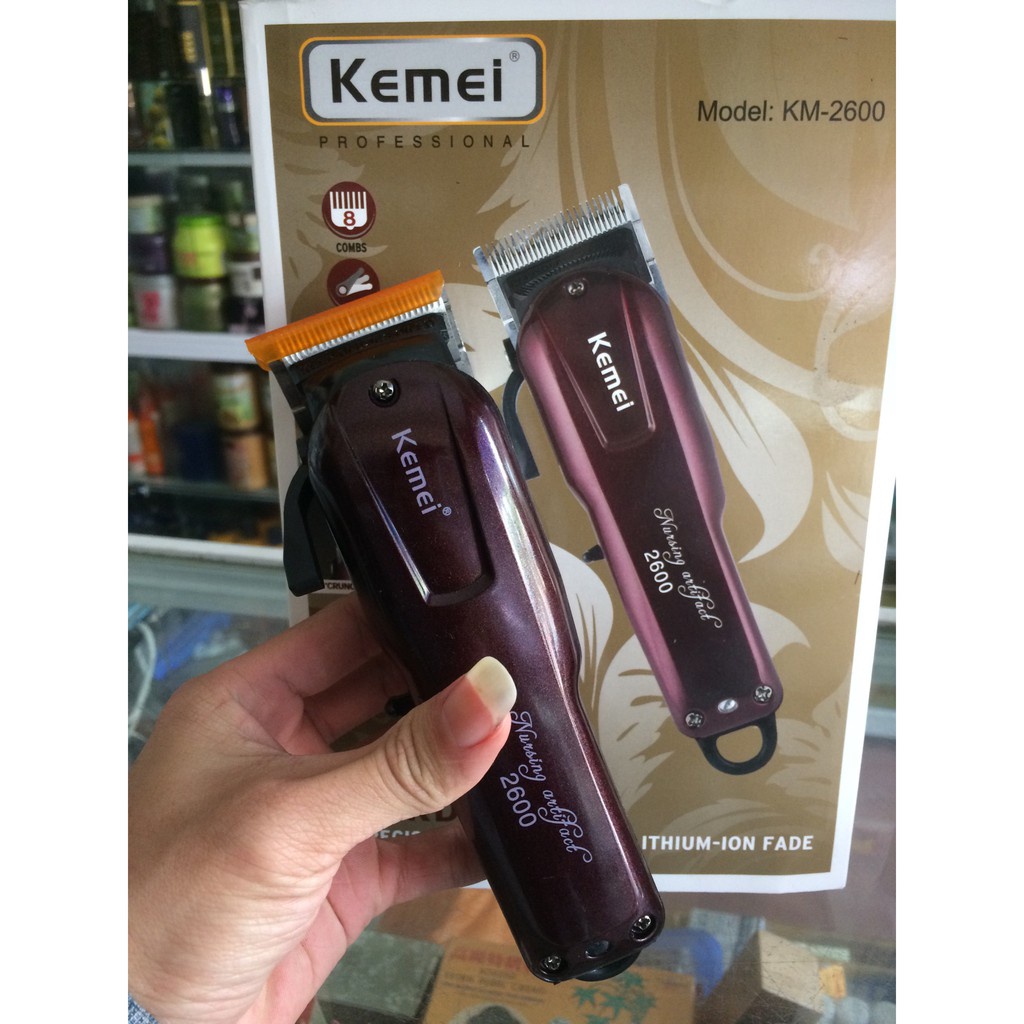 Kemei®
PROFESSIONAL
Model: KM-2600
8
COMBS
Kemei
Nursing artifact
2600
Kemei®
Nursing artifact
2600
ITHIUM-ION FADE